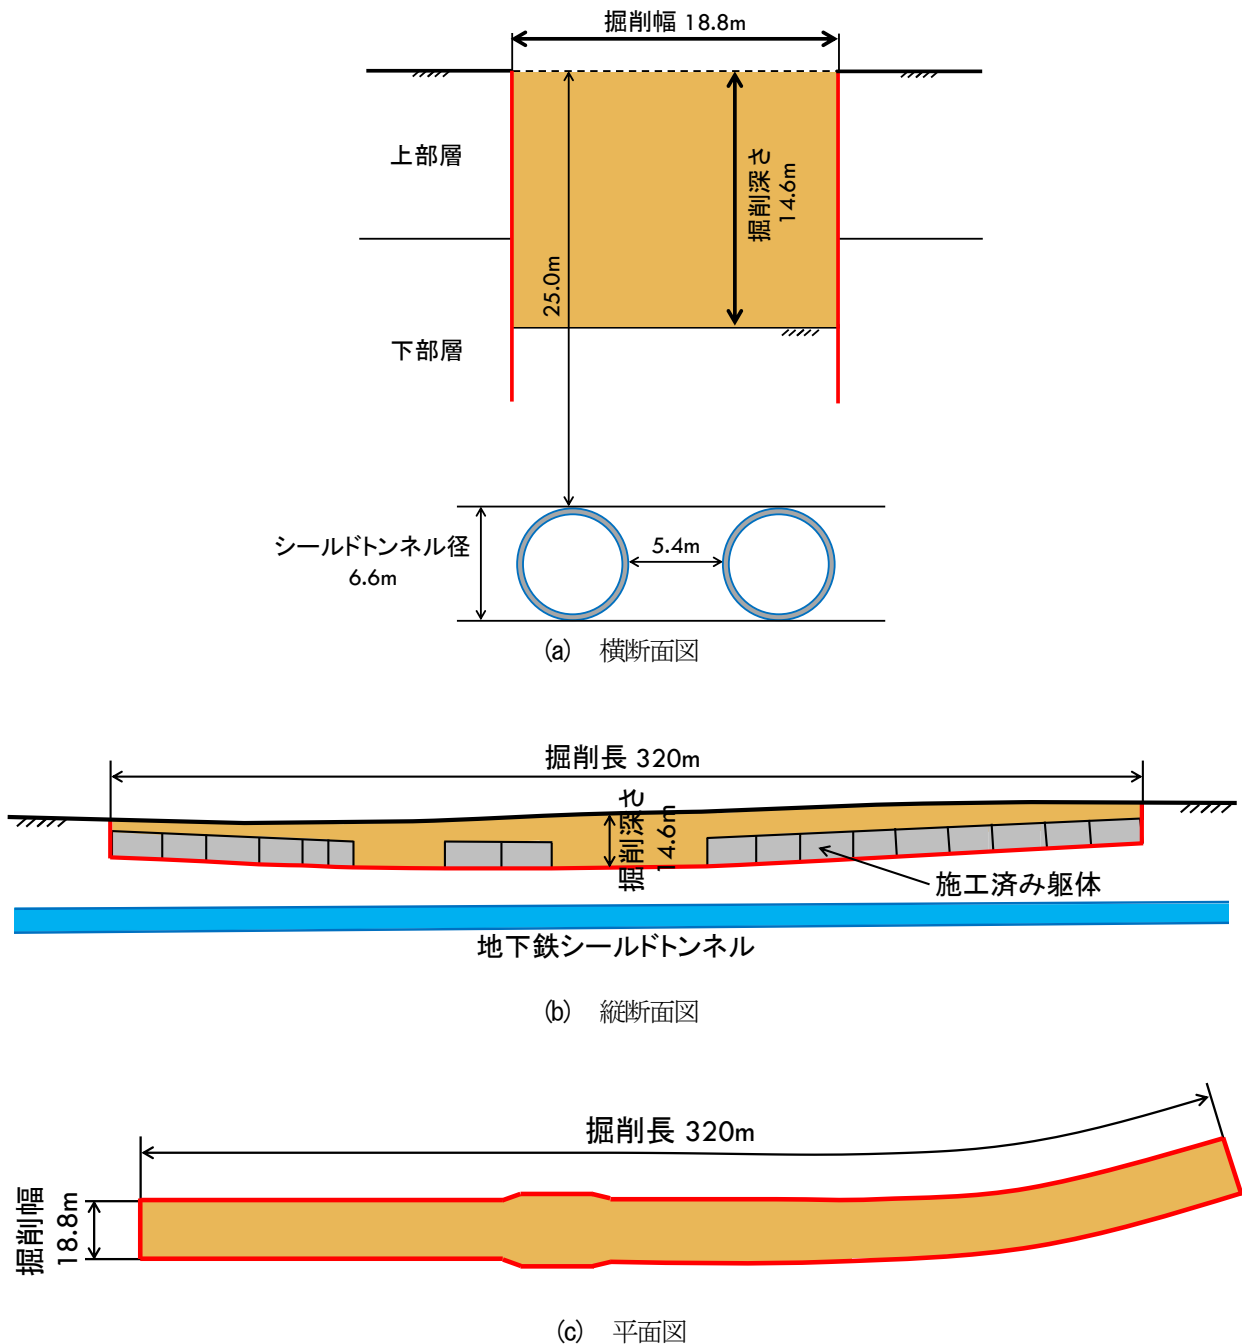 掘削幅 18.8m
上部層
掘削深さ
14.6m
25.0m
下部層
シールドトンネル径
6.6m
5.4m
(a) 横断面図
掘削長 320m
掘削深さ
14.6m
施工済み躯体
地下鉄シールドトンネル
(b) 縦断面図
掘削長 320m
掘削幅
18.8m
(c) 平面図